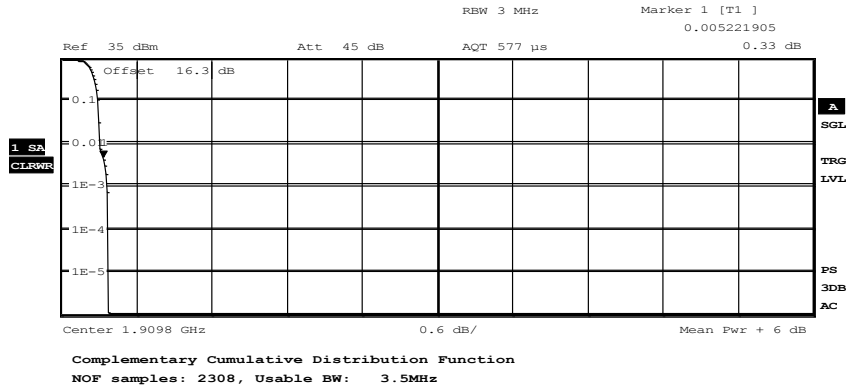 RBW 3 MHz Marker 1 [T1 ]
0.005221905
Ref 35 dBm Att 45 dB AQT 577 µs 0.33 dB
Offset 16.3 dB
0.1
A
SGL
0.01
1 SA
CLRWR
TRG
LVL
1E-3
1E-4
1E-5
PS
3DB
AC
Center 1.9098 GHz 0.6 dB/ Mean Pwr + 6 dB
Complementary Cumulative Distribution Function
NOF samples: 2308, Usable BW: 3.5MHz